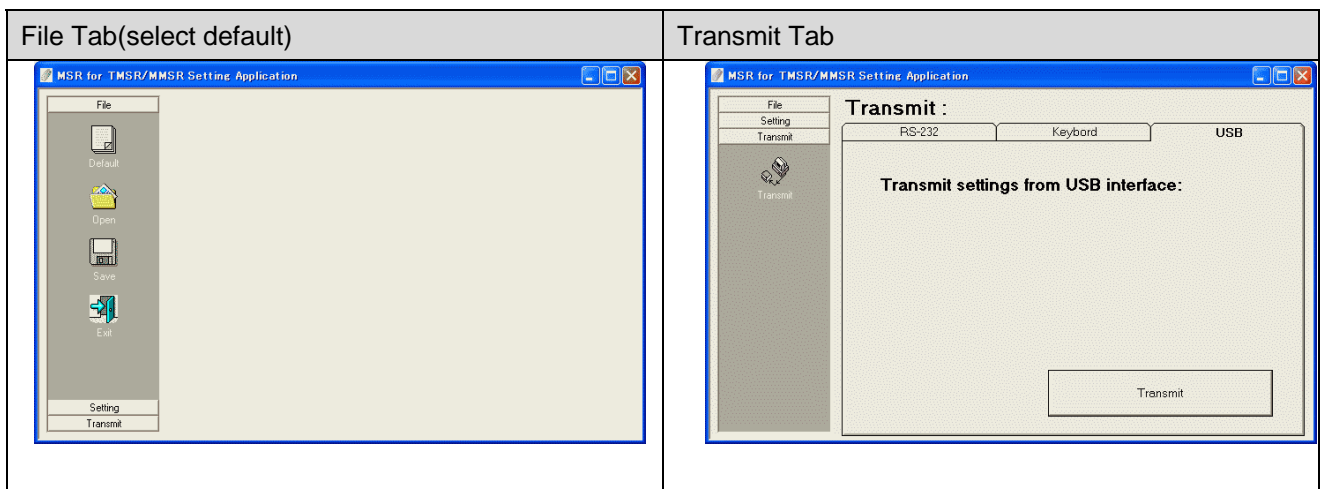 File Tab(select default)
MSR for TMSR/MMSR Setting Application
File
Default
Open
Save
Exit
Setting
Transmit
Transmit Tab
MSR for TMSR/MMSR Setting Application
File
Setting
Transmit
Transmit
Transmit :
RS-232 Keybord USB
Transmit settings from USB interface:
Transmit